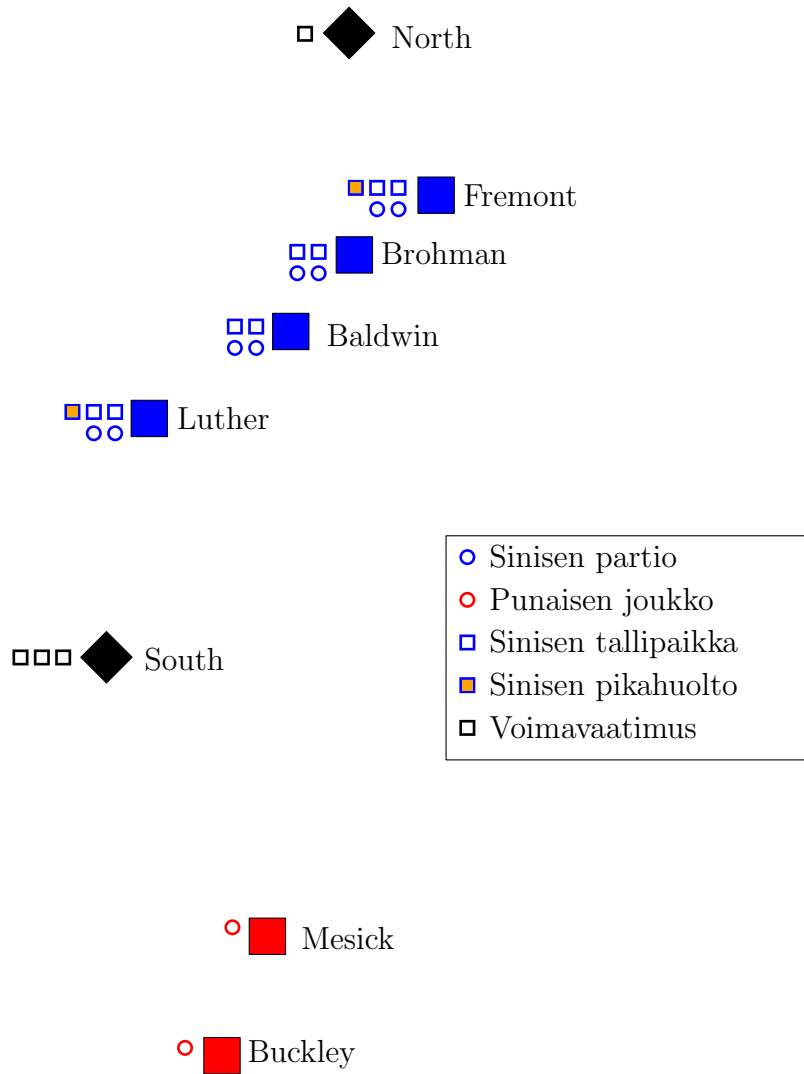 North
Fremont
Brohman
Baldwin
Luther
Sinisen partio
Punaisen joukko
Sinisen tallipaikka
Sinisen pikahuolto
Voimavaatimus
South
Mesick
Buckley